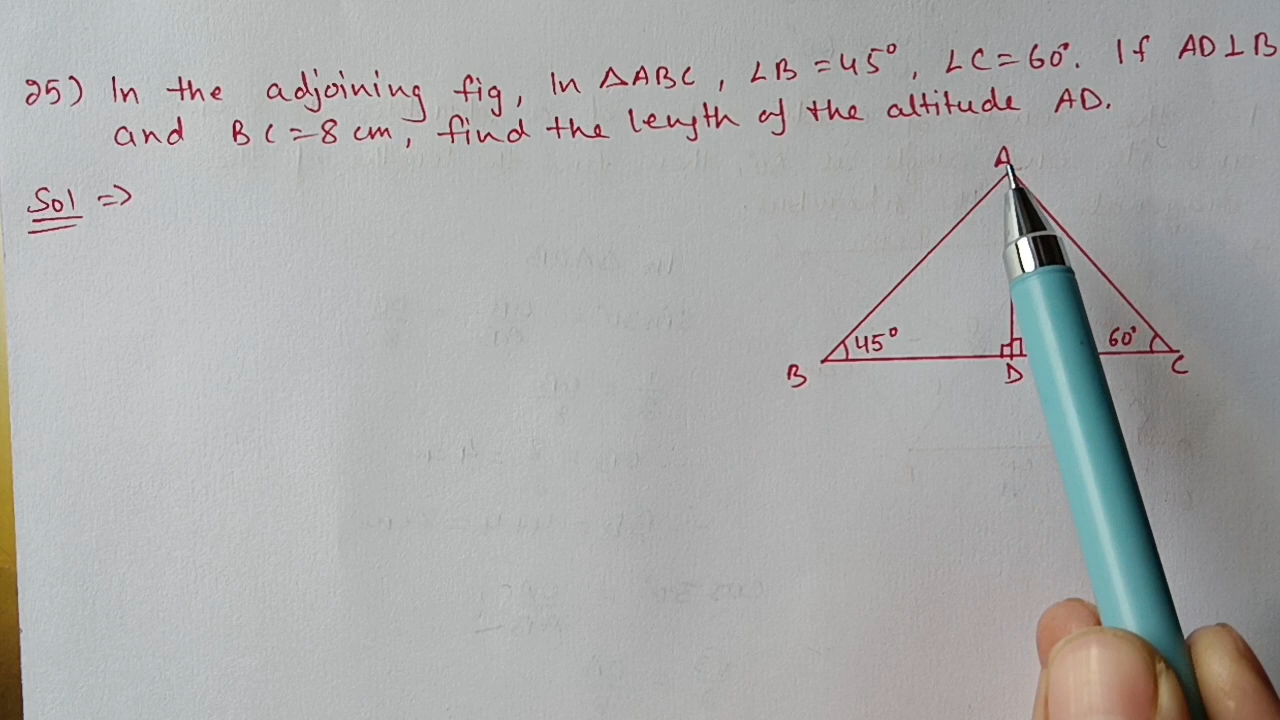 25) In the adjoining fig, In △ABC, ∠B = 45°, ∠C = 60°. If AD⊥B
and BC = 8 cm, find the length of the altitude AD.
Sol =>
A
45°
60°
B
D
C